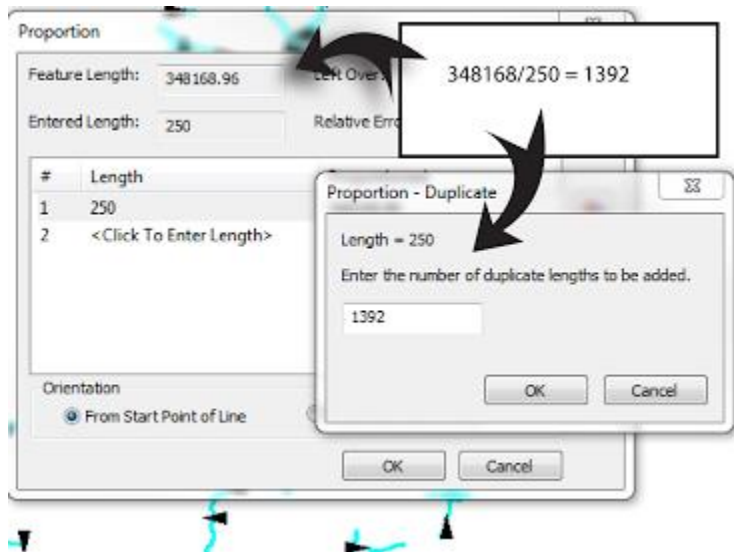 Proportion
Feature Length: 348168.96 Left Over:
348168/250 = 1392
Entered Length: 250 Relative Erro
# Length
1 250
2 <Click To Enter Length>
Proportion - Duplicate
Length = 250
Enter the number of duplicate lengths to be added.
1392
OK Cancel
Orientation
From Start Point of Line
OK Cancel